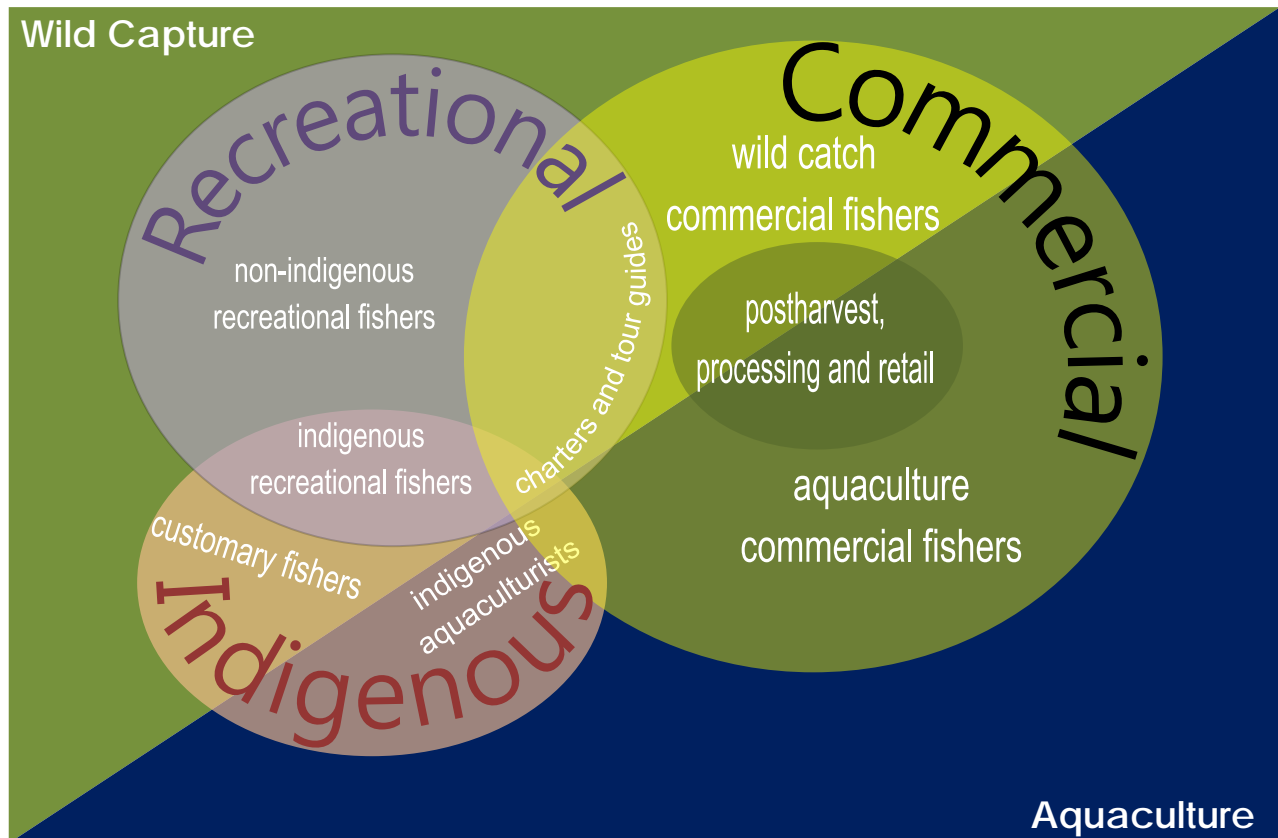 Wild Capture
Recreational
Commercial
wild catch
commercial fishers
non-indigenous
recreational fishers
charters and tour guides
postharvest,
processing and retail
indigenous
recreational fishers
aquaculture
commercial fishers
customary fishers
indigenous
aquaculturists
Indigenous
Aquaculture